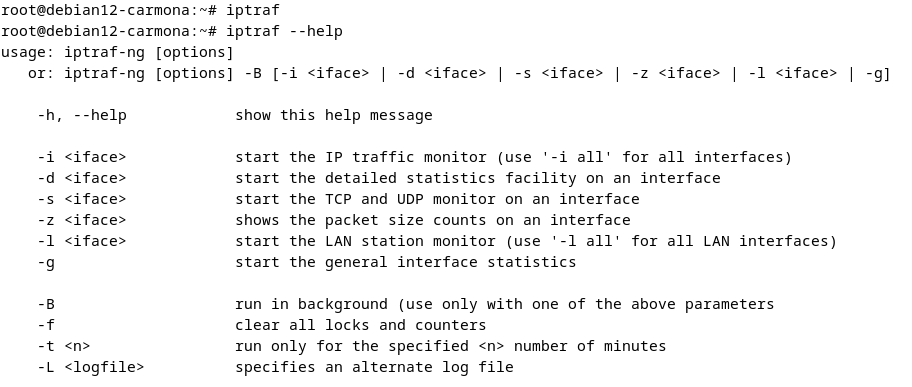 root@debian12-carmona:~# iptraf
root@debian12-carmona:~# iptraf --help
usage: iptraf-ng [options]
   or: iptraf-ng [options] -B [-i <iface> | -d <iface> | -s <iface> | -z <iface> | -l <iface> | -g]

    -h, --help            show this help message

    -i <iface>            start the IP traffic monitor (use '-i all' for all interfaces)
    -d <iface>            start the detailed statistics facility on an interface
    -s <iface>            start the TCP and UDP monitor on an interface
    -z <iface>            shows the packet size counts on an interface
    -l <iface>            start the LAN station monitor (use '-l all' for all LAN interfaces)
    -g                    start the general interface statistics

    -B                    run in background (use only with one of the above parameters
    -f                    clear all locks and counters
    -t <n>                run only for the specified <n> number of minutes
    -L <logfile>          specifies an alternate log file